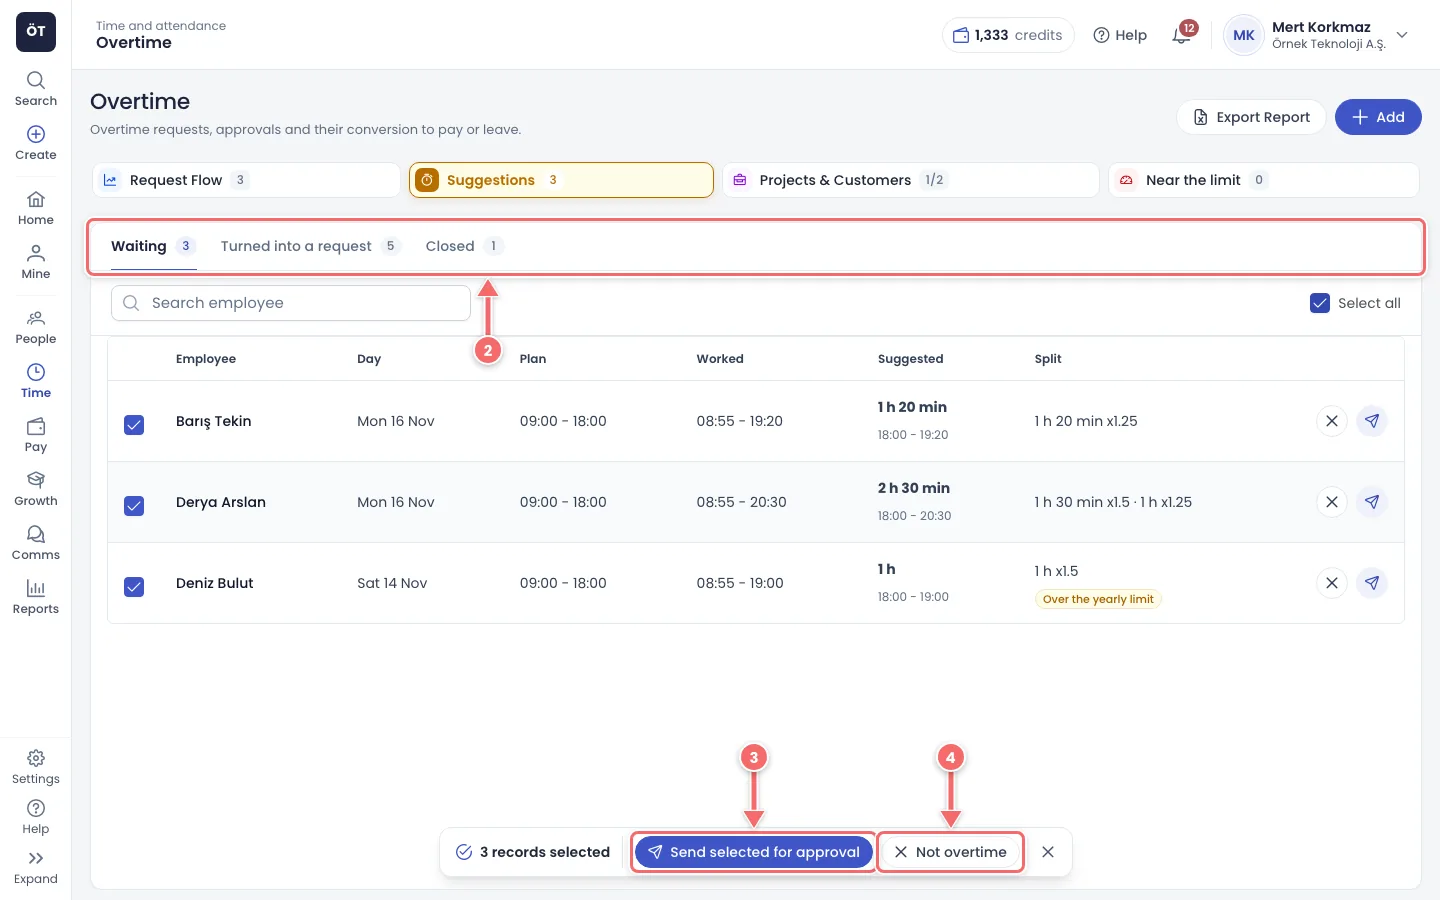 ÖT
Search
Create
Home
Mine
People
Time
Pay
Growth
Comms
Reports
Settings
Help
Expand
Time and attendance
Overtime
1,333 credits
Help
12
MK
Mert Korkmaz
Örnek Teknoloji A.Ş.
Overtime
Overtime requests, approvals and their conversion to pay or leave.
Export Report
Add
Request Flow 3
Suggestions 3
Projects & Customers 1/2
Near the limit 0
Waiting 3
Turned into a request 5
Closed 1
Search employee
Select all
2
Employee Day Plan Worked Suggested Split
Barış Tekin Mon 16 Nov 09:00 - 18:00 08:55 - 19:20 1 h 20 min 1 h 20 min x1.25
18:00 - 19:20
Derya Arslan Mon 16 Nov 09:00 - 18:00 08:55 - 20:30 2 h 30 min 1 h 30 min x1.5 · 1 h x1.25
18:00 - 20:30
Deniz Bulut Sat 14 Nov 09:00 - 18:00 08:55 - 19:00 1 h 1 h x1.5
18:00 - 19:00 Over the yearly limit
3
4
3 records selected
Send selected for approval
Not overtime